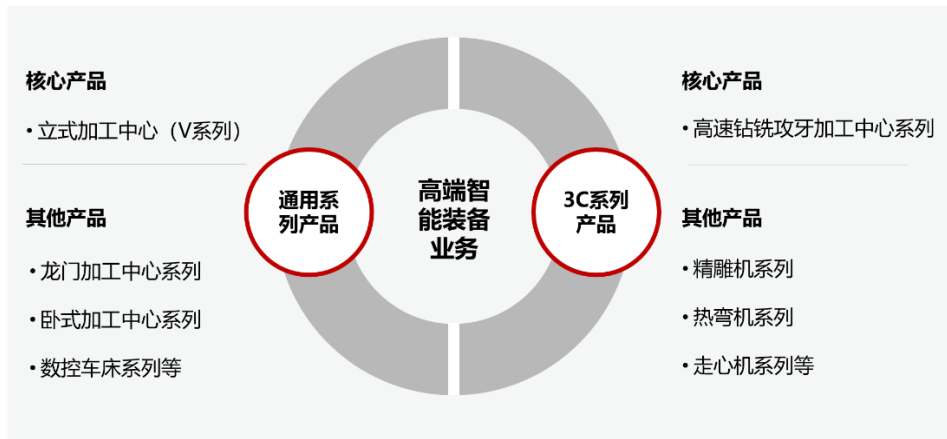 核心产品
•立式加工中心（V系列）
其他产品
•龙门加工中心系列
•卧式加工中心系列
•数控车床系列等
通用系
列产品
高端智
能装备
业务
3C系列
产品
核心产品
•高速钻铣攻牙加工中心系列
其他产品
•精雕机系列
•热弯机系列
•走心机系列等